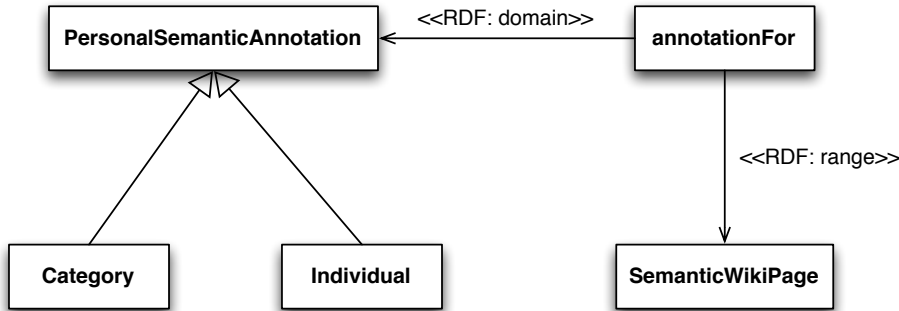 <<RDF: domain>>
PersonalSemanticAnnotation
annotationFor
<<RDF: range>>
Category
Individual
SemanticWikiPage